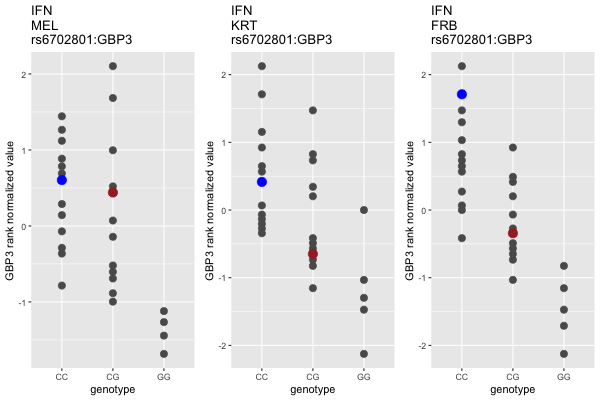 IFN
MEL
rs6702801:GBP3
GBP3 rank normalized value
2
1
0
-1
CC
CG
GG
genotype
IFN
KRT
rs6702801:GBP3
GBP3 rank normalized value
2
1
0
-1
-2
CC
CG
GG
genotype
IFN
FRB
rs6702801:GBP3
GBP3 rank normalized value
2
1
0
-1
-2
CC
CG
GG
genotype